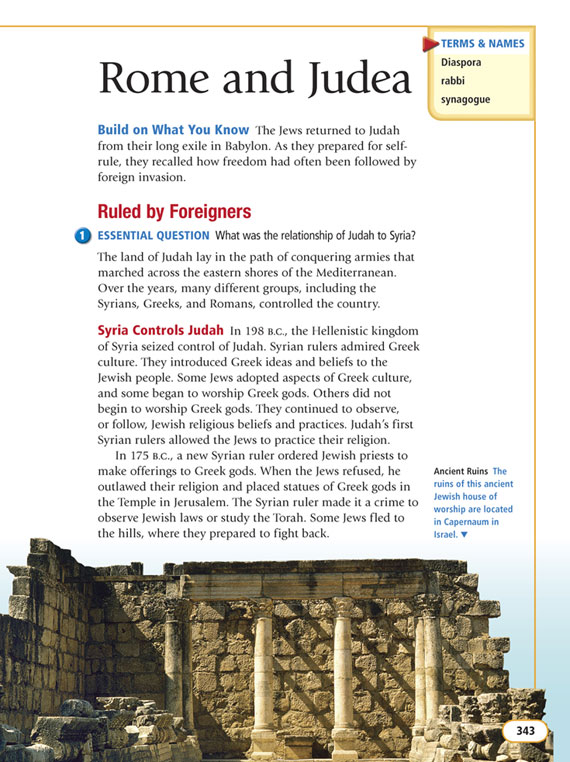 Rome and Judea
TERMS & NAMES
Diaspora
rabbi
synagogue
Build on What You Know The Jews returned to Judah
from their long exile in Babylon. As they prepared for self-
rule, they recalled how freedom had often been followed by
foreign invasion.
Ruled by Foreigners
1 ESSENTIAL QUESTION What was the relationship of Judah to Syria?
The land of Judah lay in the path of conquering armies that
marched across the eastern shores of the Mediterranean.
Over the years, many different groups, including the
Syrians, Greeks, and Romans, controlled the country.
Syria Controls Judah In 198 B.C., the Hellenistic kingdom
of Syria seized control of Judah. Syrian rulers admired Greek
culture. They introduced Greek ideas and beliefs to the
Jewish people. Some Jews adopted aspects of Greek culture,
and some began to worship Greek gods. Others did not
begin to worship Greek gods. They continued to observe,
or follow, Jewish religious beliefs and practices. Judah's first
Syrian rulers allowed the Jews to practice their religion.
In 175 B.C., a new Syrian ruler ordered Jewish priests to
make offerings to Greek gods. When the Jews refused, he
outlawed their religion and placed statues of Greek gods in
the Temple in Jerusalem. The Syrian ruler made it a crime to
observe Jewish laws or study the Torah. Some Jews fled to
the hills, where they prepared to fight back.
Ancient Ruins The
ruins of this ancient
Jewish house of
worship are located
in Capernaum in
Israel. ▼
343